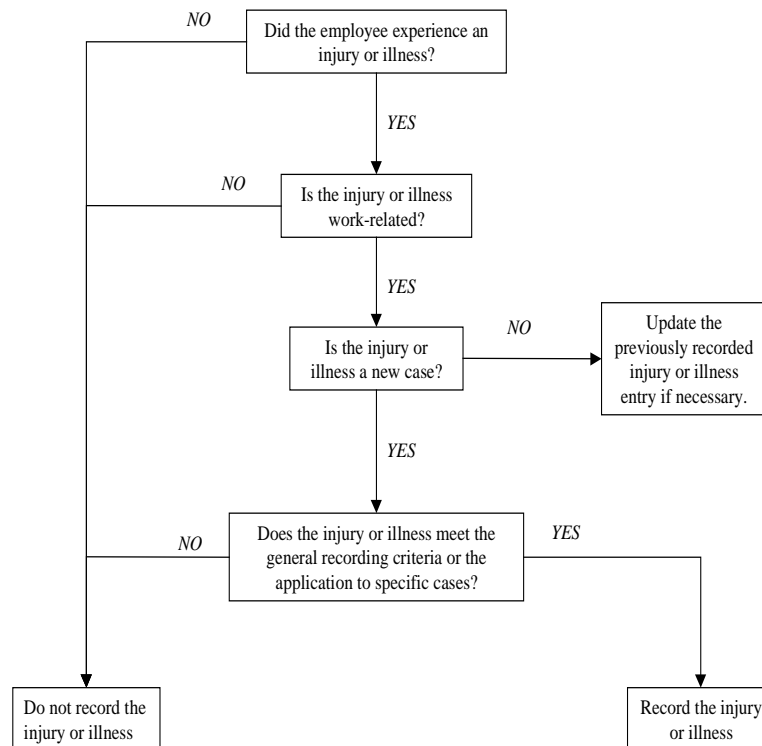 NO
Did the employee experience an
injury or illness?
YES
NO
Is the injury or illness
work-related?
YES
Is the injury or
illness a new case?
NO
Update the
previously recorded
injury or illness
entry if necessary.
YES
NO
Does the injury or illness meet the
general recording criteria or the
application to specific cases?
YES
Do not record the
injury or illness
Record the injury
or illness